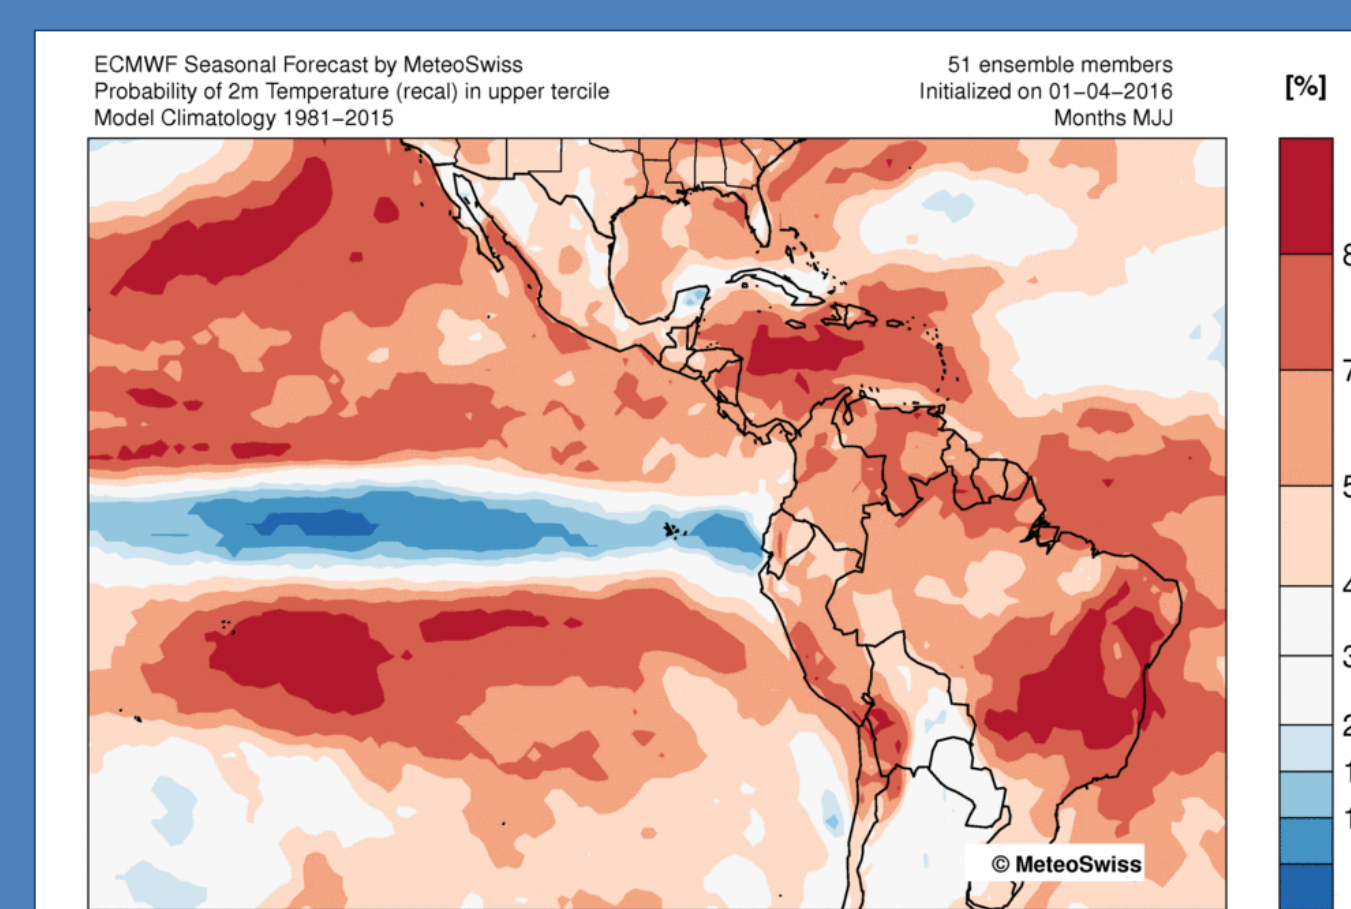 ECMWF Seasonal Forecast by MeteoSwiss
Probability of 2m Temperature (recal) in upper tercile
Model Climatology 1981−2015
51 ensemble members
Initialized on 01−04−2016
Months MJJ
[%]
© MeteoSwiss